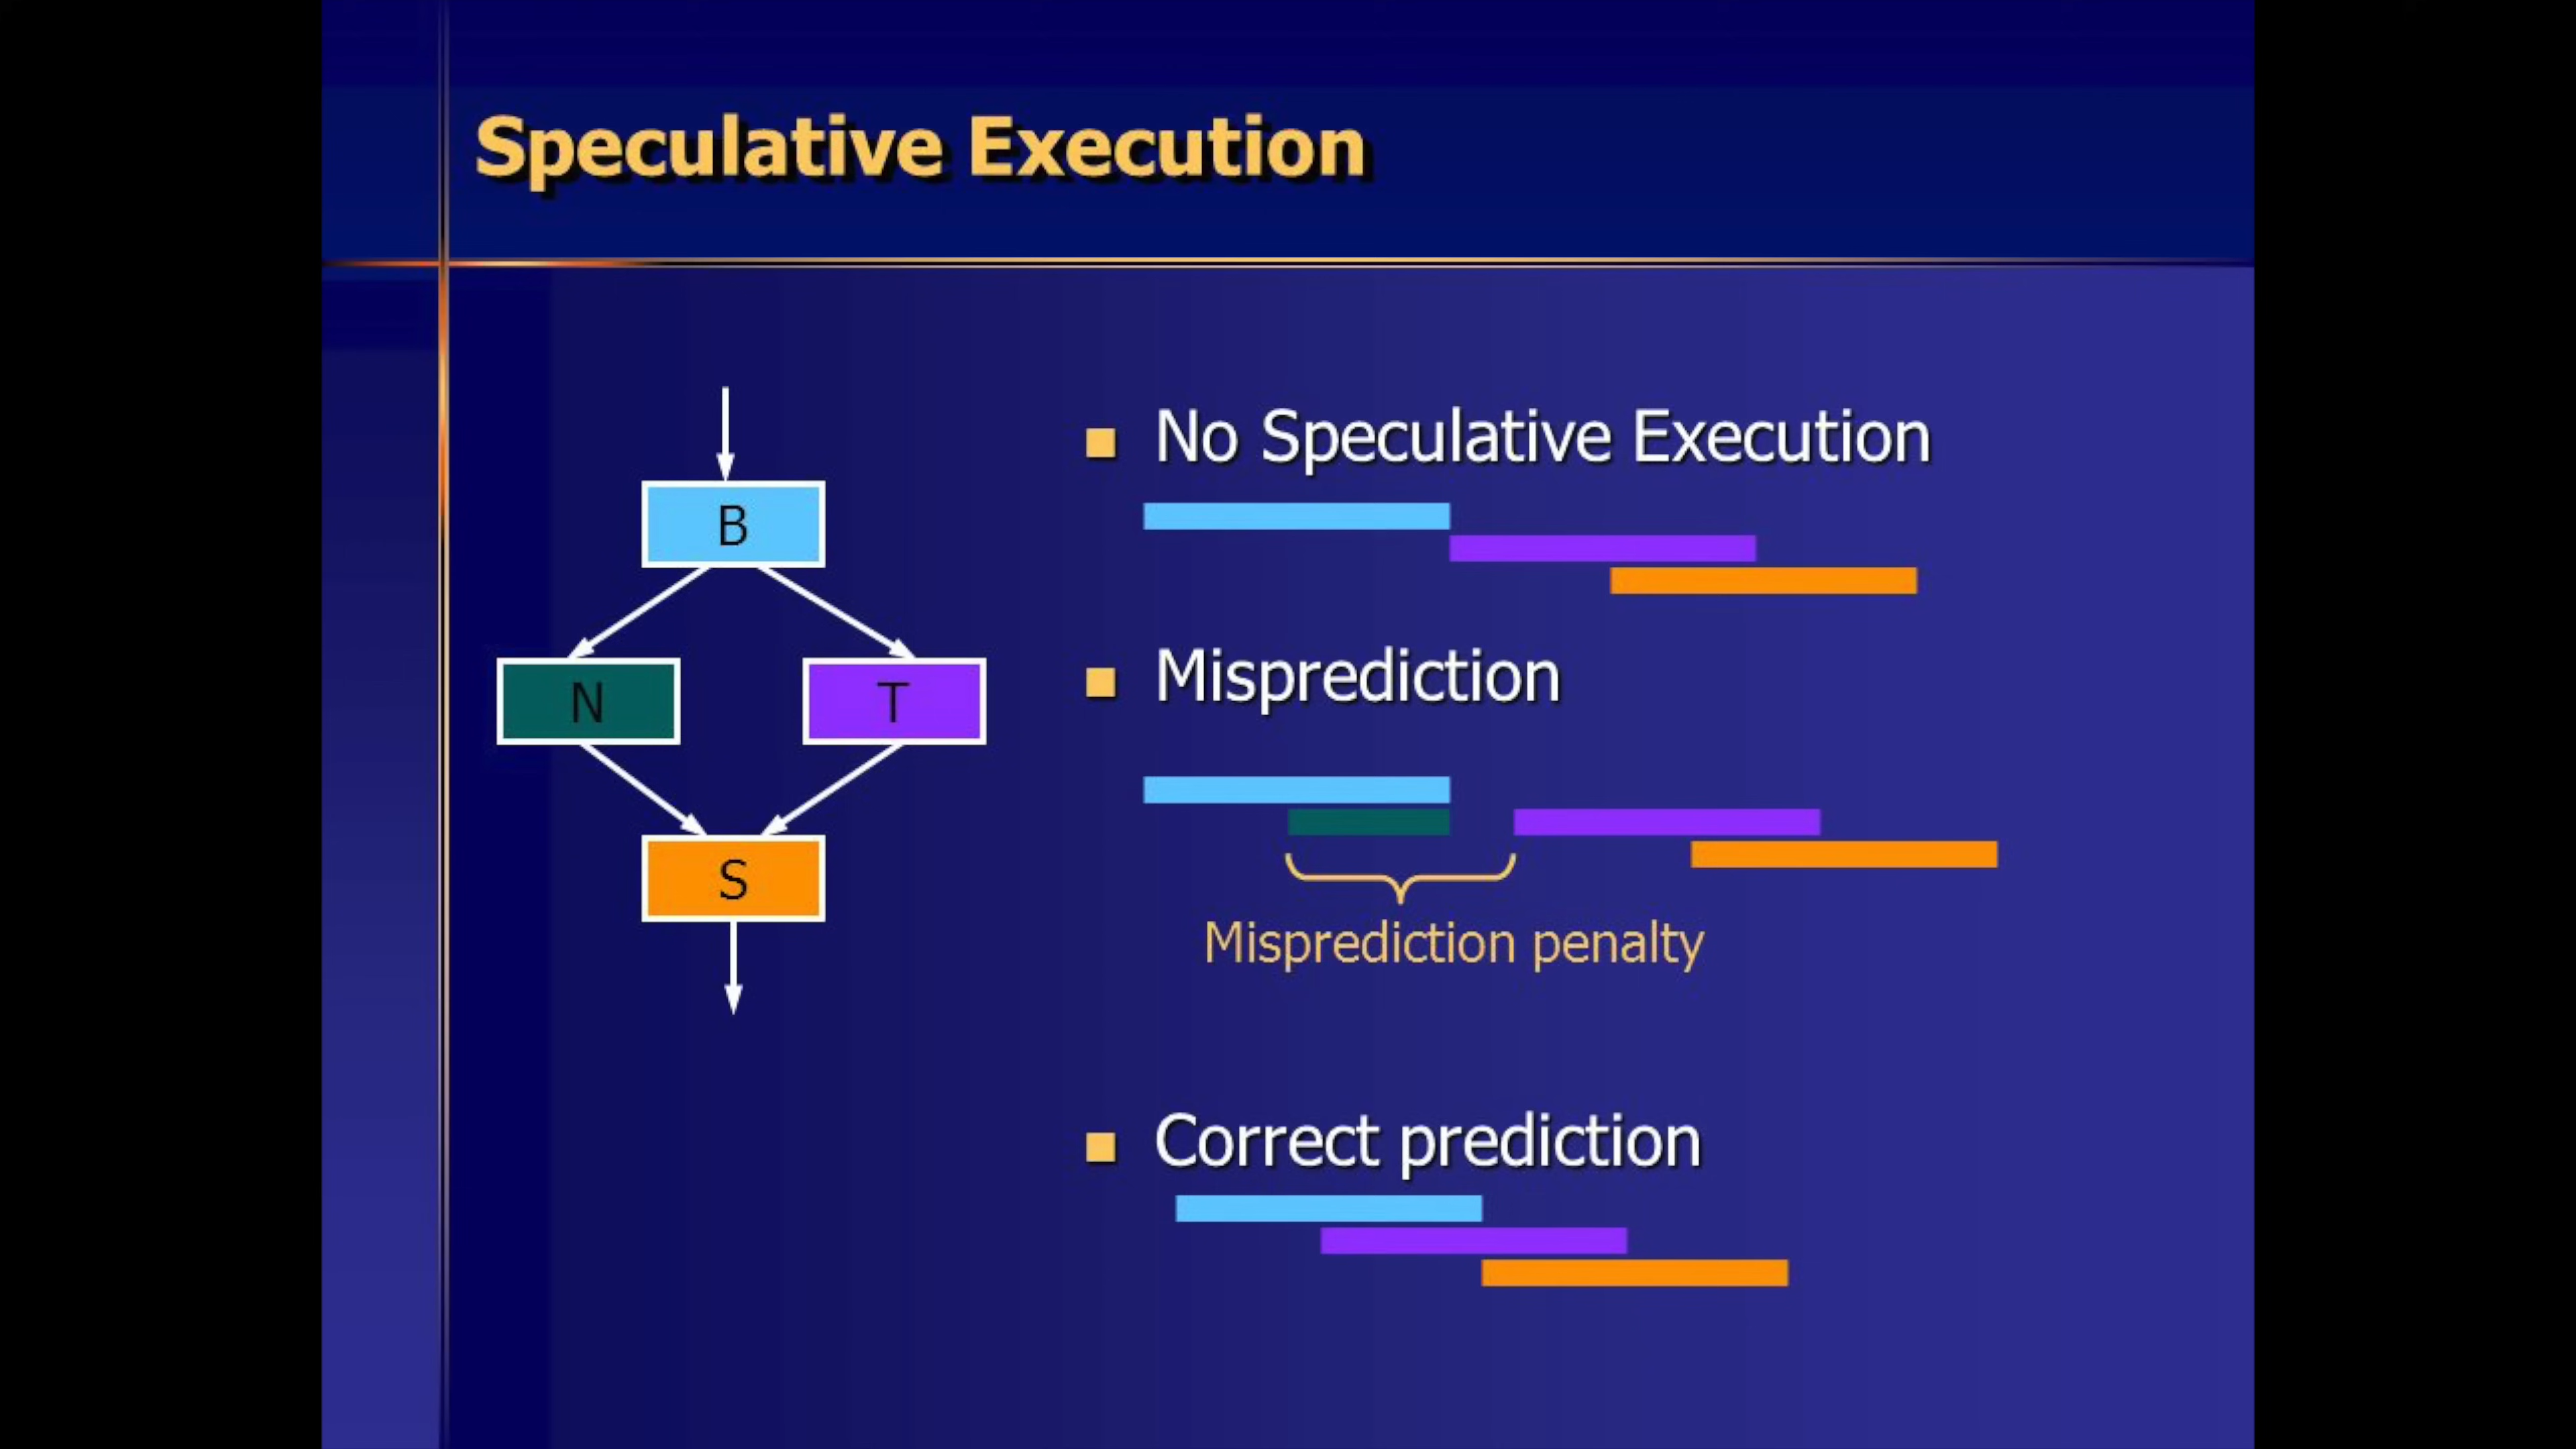 Speculative Execution
B
N T
S
No Speculative Execution
Misprediction
Misprediction penalty
Correct prediction